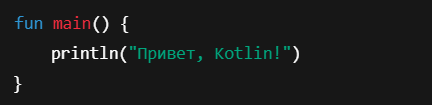 fun main() {
    println("Привет, Kotlin!")
}